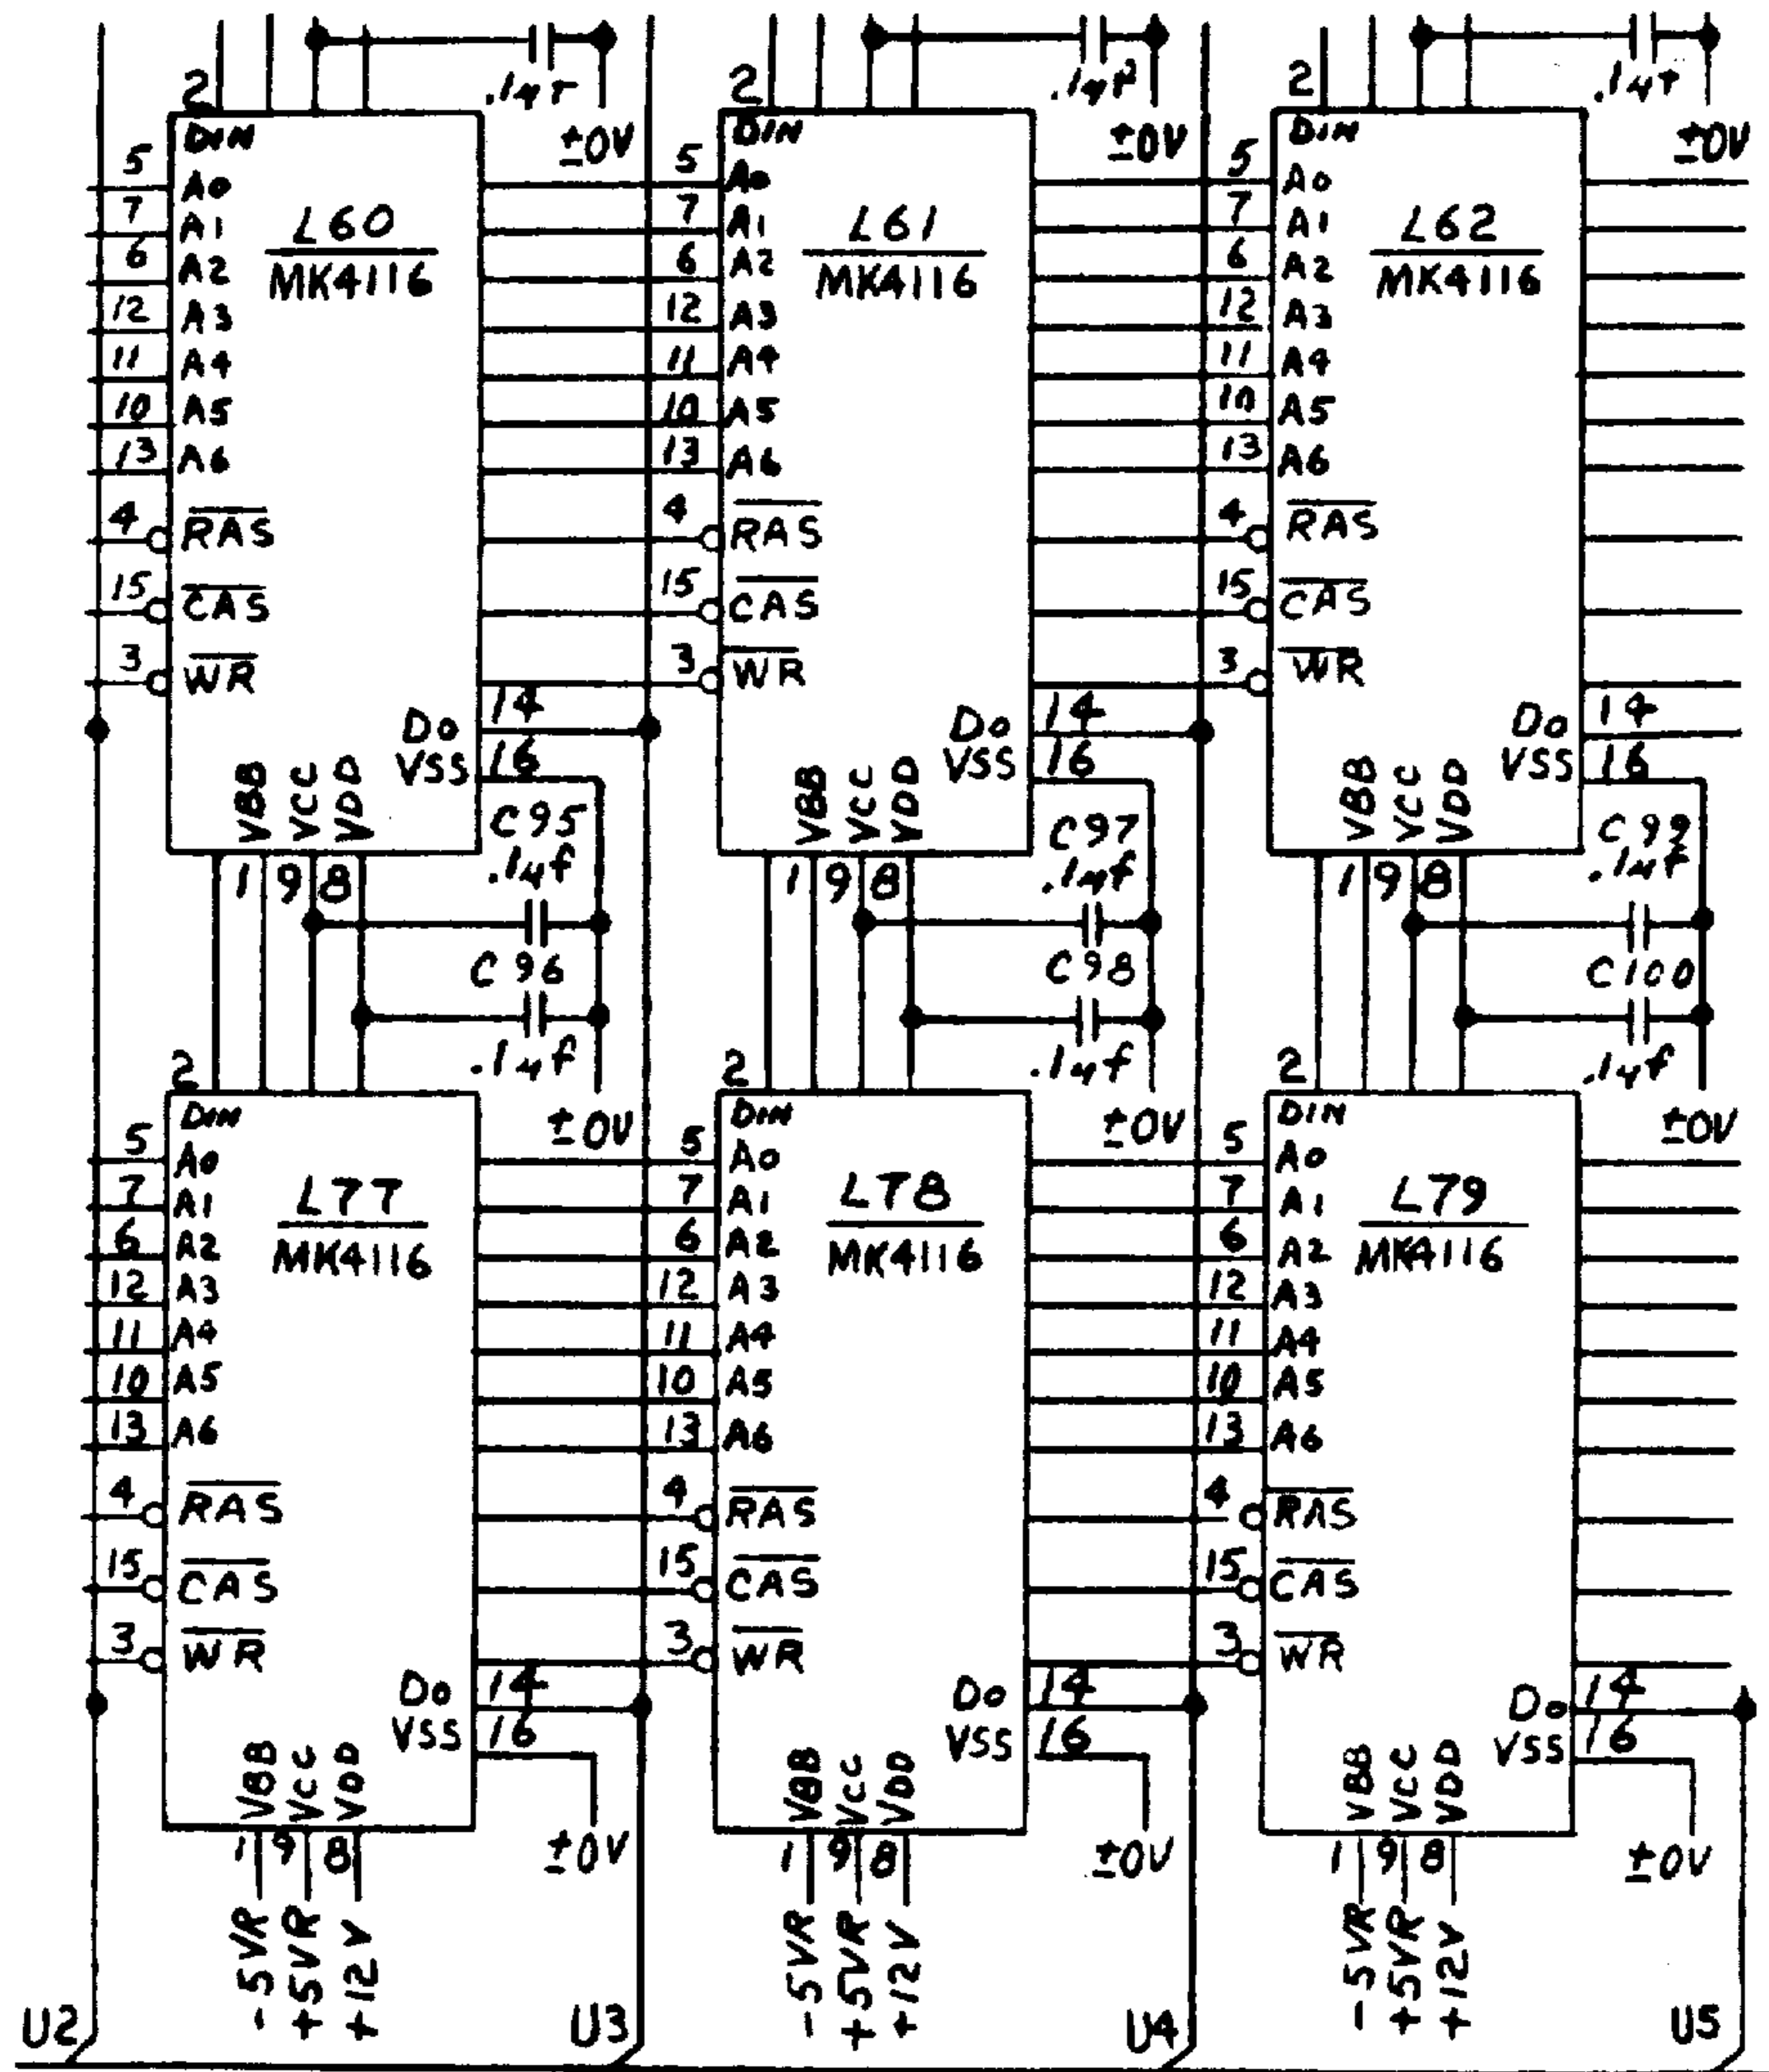 2 .1µf 2 .1µf 2 .1µf
DIN ±0V DIN ±0V DIN ±0V
5 A0 5 A0 5 A0
7 A1 L60 7 A1 L61 7 A1 L62
6 A2 MK4116 6 A2 MK4116 6 A2 MK4116
12 A3 12 A3 12 A3
11 A4 11 A4 11 A4
10 A5 10 A5 10 A5
13 A6 13 A6 13 A6
4 RAS 4 RAS 4 RAS
15 CAS 15 CAS 15 CAS
3 WR 3 WR 3 WR
Do 14 Do 14 Do 14
VSS 16 VSS 16 VSS 16
VBB VCC VDD C95 VBB VCC VDD C97 VBB VCC VDD C99
1 9 8 .1µf 1 9 8 .1µf 1 9 8 .1µf
C96 C98 C100
2 .1µf 2 .1µf 2 .1µf
DIN ±0V DIN ±0V DIN ±0V
5 A0 5 A0 5 A0
7 A1 L77 7 A1 L78 7 A1 L79
6 A2 MK4116 6 A2 MK4116 6 A2 MK4116
12 A3 12 A3 12 A3
11 A4 11 A4 11 A4
10 A5 10 A5 10 A5
13 A6 13 A6 13 A6
4 RAS 4 RAS 4 RAS
15 CAS 15 CAS 15 CAS
3 WR 3 WR 3 WR
Do 14 Do 14 Do 14
VSS 16 VSS 16 VSS 16
VBB VCC VDD VBB VCC VDD VBB VCC VDD
1 9 8 ±0V 1 9 8 ±0V 1 9 8 ±0V
-5VR +5VR +12V -5VR +5VR +12V -5VR +5VR +12V
U2 U3 U4 U5